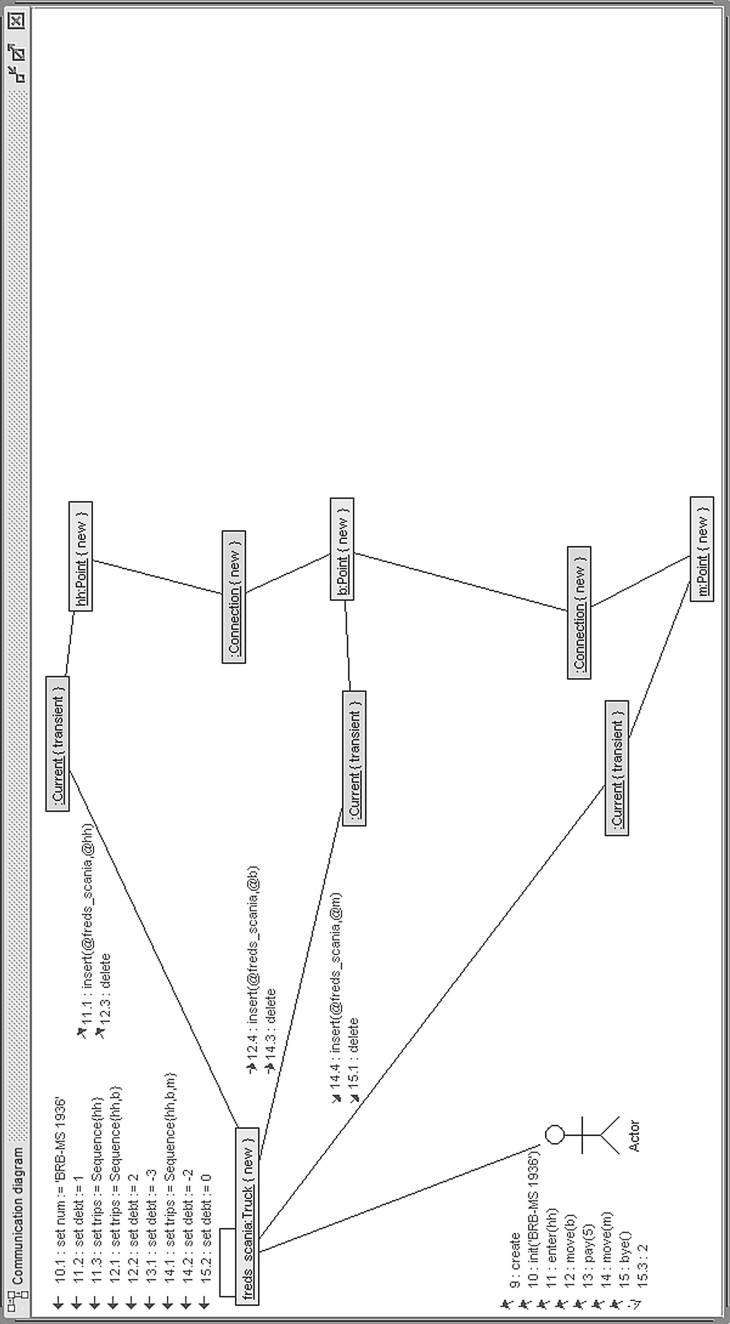 Communication diagram
10.1 : set num := 'BRB-MS 1936'
11.2 : set debt := 1
11.3 : set trips := Sequence{hh}
12.1 : set trips := Sequence{hh,b}
12.2 : set debt := 2
13.1 : set debt := -3
14.1 : set trips := Sequence{hh,b,m}
14.2 : set debt := -2
15.2 : set debt := 0
freds_scania:Truck { new }
11.1 : insert(@freds_scania,@hh)
12.3 : delete
12.4 : insert(@freds_scania,@b)
14.3 : delete
14.4 : insert(@freds_scania,@m)
15.1 : delete
:Current { transient }
:Current { transient }
:Current { transient }
hh:Point { new }
:Connection { new }
b:Point { new }
:Connection { new }
m:Point { new }
9 : create
10 : init('BRB-MS 1936')
11 : enter(hh)
12 : move(b)
13 : pay(5)
14 : move(m)
15 : bye()
15.3 : 2
Actor